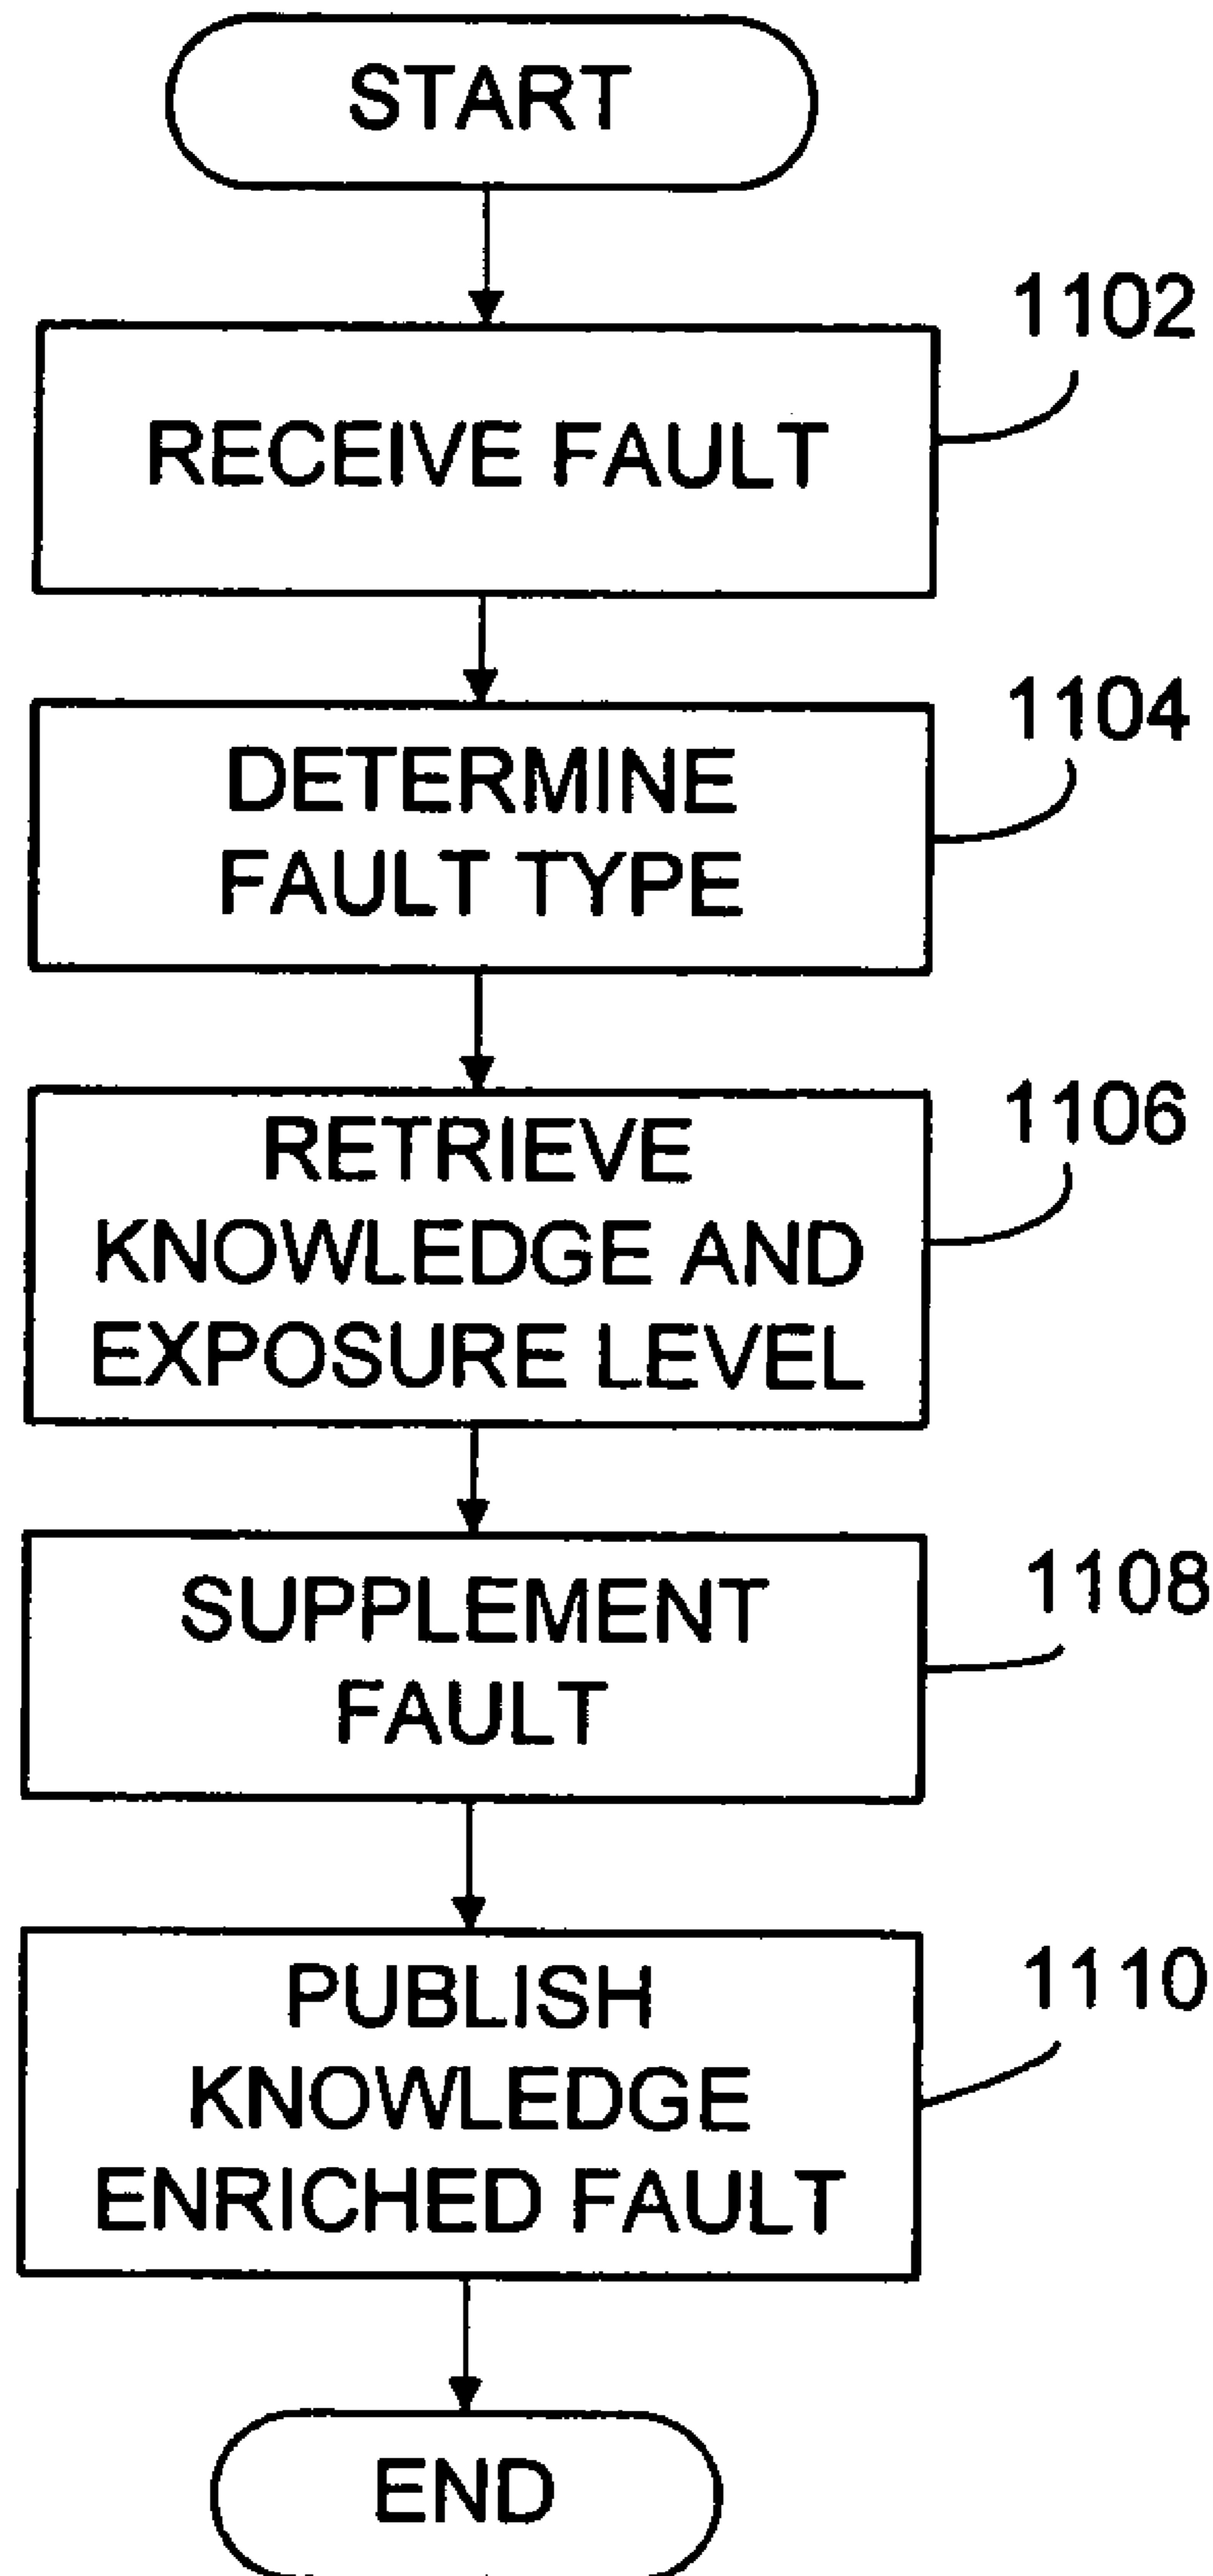 START
1102
RECEIVE FAULT
1104
DETERMINE
FAULT TYPE
1106
RETRIEVE
KNOWLEDGE AND
EXPOSURE LEVEL
1108
SUPPLEMENT
FAULT
1110
PUBLISH
KNOWLEDGE
ENRICHED FAULT
END